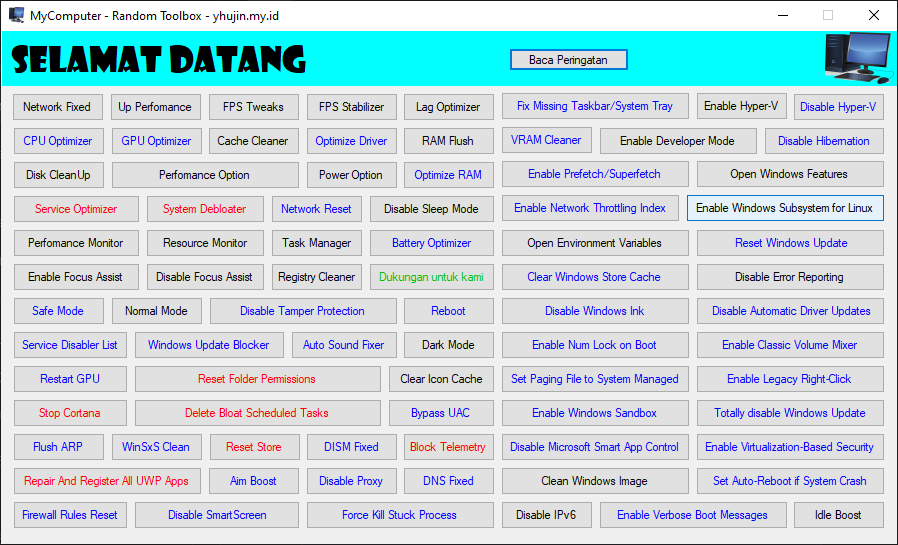 MyComputer - Random Toolbox - yhujin.my.id
SELAMAT DATANG
Baca Peringatan
Network Fixed Up Perfomance FPS Tweaks FPS Stabilizer Lag Optimizer Fix Missing Taskbar/System Tray Enable Hyper-V Disable Hyper-V
CPU Optimizer GPU Optimizer Cache Cleaner Optimize Driver RAM Flush VRAM Cleaner Enable Developer Mode Disable Hibernation
Disk CleanUp Perfomance Option Power Option Optimize RAM Enable Prefetch/Superfetch Open Windows Features
Service Optimizer System Debloater Network Reset Disable Sleep Mode Enable Network Throttling Index Enable Windows Subsystem for Linux
Perfomance Monitor Resource Monitor Task Manager Battery Optimizer Open Environment Variables Reset Windows Update
Enable Focus Assist Disable Focus Assist Registry Cleaner Dukungan untuk kami Clear Windows Store Cache Disable Error Reporting
Safe Mode Normal Mode Disable Tamper Protection Reboot Disable Windows Ink Disable Automatic Driver Updates
Service Disabler List Windows Update Blocker Auto Sound Fixer Dark Mode Enable Num Lock on Boot Enable Classic Volume Mixer
Restart GPU Reset Folder Permissions Clear Icon Cache Set Paging File to System Managed Enable Legacy Right-Click
Stop Cortana Delete Bloat Scheduled Tasks Bypass UAC Enable Windows Sandbox Totally disable Windows Update
Flush ARP WinSxS Clean Reset Store DISM Fixed Block Telemetry Disable Microsoft Smart App Control Enable Virtualization-Based Security
Repair And Register All UWP Apps Aim Boost Disable Proxy DNS Fixed Clean Windows Image Set Auto-Reboot if System Crash
Firewall Rules Reset Disable SmartScreen Force Kill Stuck Process Disable IPv6 Enable Verbose Boot Messages Idle Boost